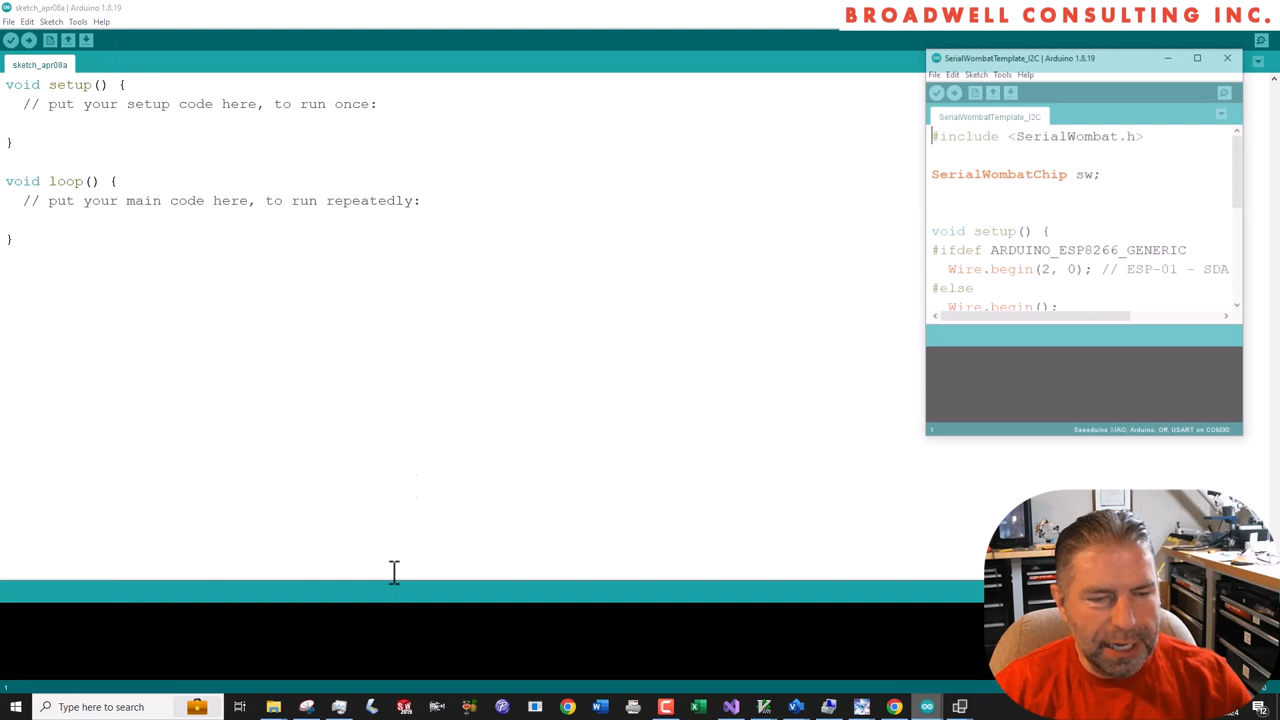 sketch_apr08a | Arduino 1.8.19
File Edit Sketch Tools Help
BROADWELL CONSULTING INC.
sketch_apr08a
void setup() {
// put your setup code here, to run once:
}
void loop() {
// put your main code here, to run repeatedly:
}
SerialWombatTemplate_I2C | Arduino 1.8.19
File Edit Sketch Tools Help
SerialWombatTemplate_I2C
#include <SerialWombat.h>
SerialWombatChip sw;
void setup() {
#ifdef ARDUINO_ESP8266_GENERIC
Wire.begin(2, 0); // ESP-01 - SDA
#else
Wire.begin();
1
Seeeduino XIAO, Arduino, Off, USART on COM30
1
Type here to search